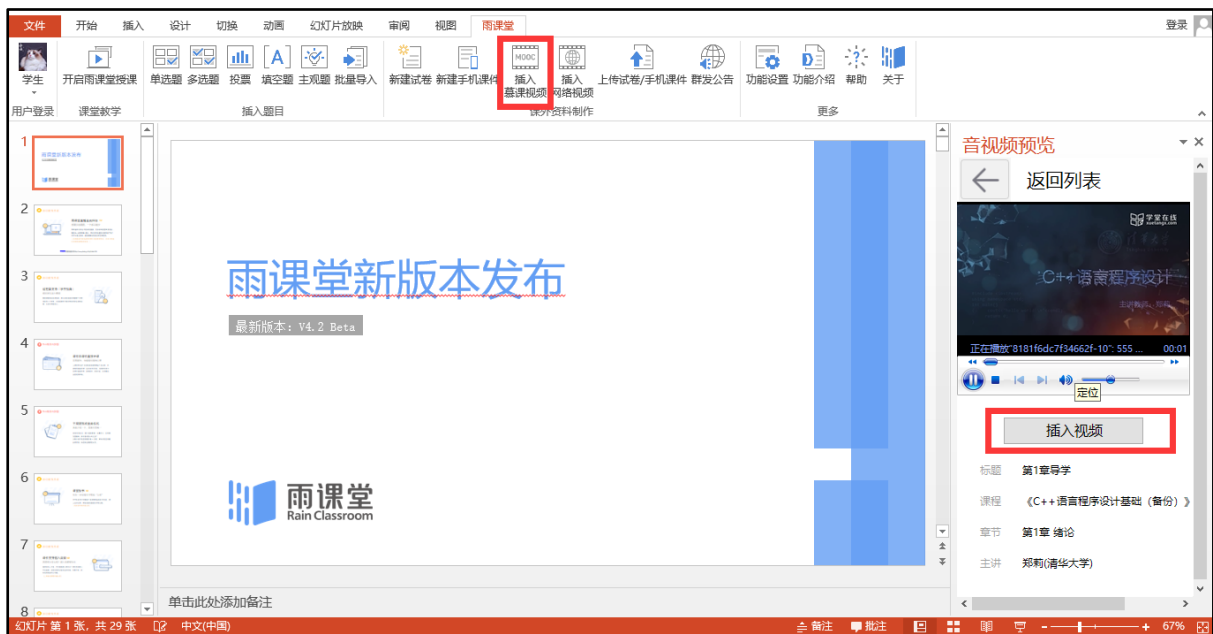 文件 开始 插入 设计 切换 动画 幻灯片放映 审阅 视图 雨课堂 登录
学生 开启雨课堂授课 单选题 多选题 投票 填空题 主观题 批量导入 新建试卷 新建手机课件 插入 慕课视频 插入 网络视频 上传试卷/手机课件 群发公告 功能设置 功能介绍 帮助 关于
MOOC
用户登录 课堂教学 插入题目 课外资料制作 更多
1
2
3
4
5
6
7
8
雨课堂新版本发布
最新版本：V4.2 Beta
雨课堂
Rain Classroom
单击此处添加备注
音视频预览
返回列表
学堂在线
xuetangx.com
C++语言程序设计
正在播放"8181f6dc7f34662f-10": 555 ... 00:01
定位
插入视频
标题 第1章导学
课程 《C++语言程序设计基础（备份）》
章节 第1章 绪论
主讲 郑莉(清华大学)
幻灯片 第 1 张，共 29 张 中文(中国) 备注 批注 67%